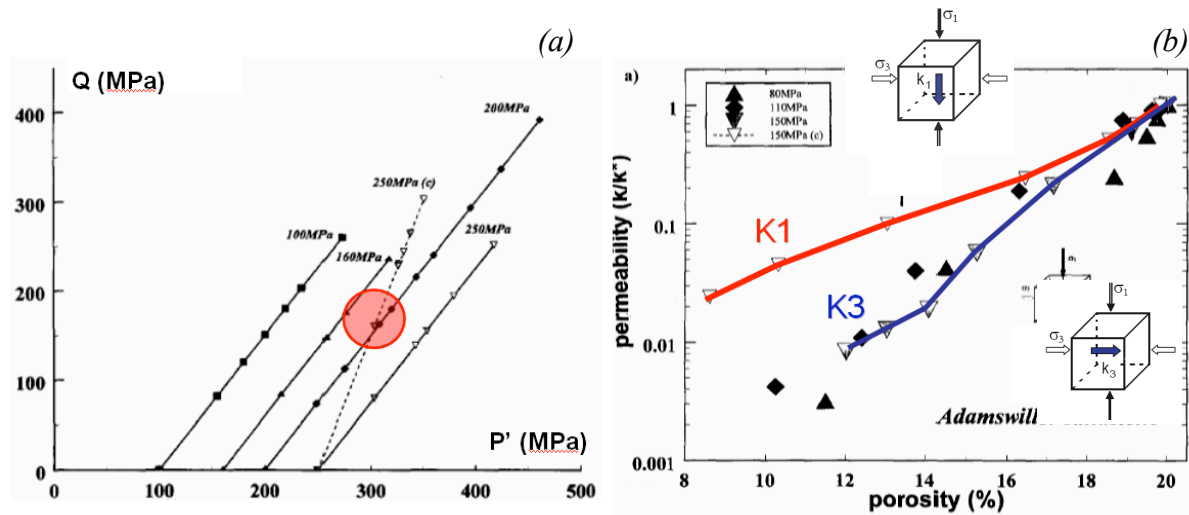 (a)
Q (MPa)
400
300
200
100
0
200MPa
250MPa (c)
250MPa
100MPa
160MPa
P' (MPa)
0
100
200
300
400
500
(b)
a)
80MPa
110MPa
150MPa
150MPa (c)
σ1
σ3
k1
permeability (k/k*)
1
0.1
0.01
0.001
K1
K3
σ1
σ3
k3
Adamswill
8
10
12
14
16
18
20
porosity (%)